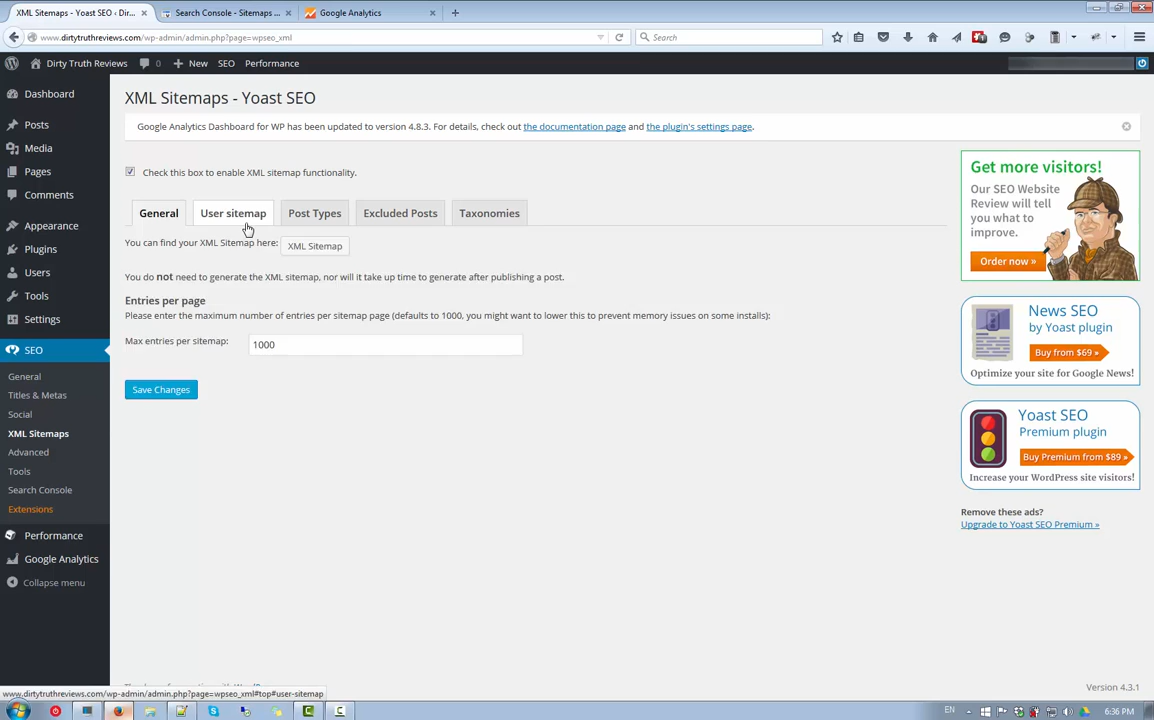 XML Sitemaps - Yoast SEO ‹ Dir...
Search Console - Sitemaps ...
Google Analytics
www.dirtytruthreviews.com/wp-admin/admin.php?page=wpseo_xml
Search
Dirty Truth Reviews
0
New
SEO
Performance
Dashboard
Posts
Media
Pages
Comments
Appearance
Plugins
Users
Tools
Settings
SEO
General
Titles & Metas
Social
XML Sitemaps
Advanced
Tools
Search Console
Extensions
Performance
Google Analytics
Collapse menu
XML Sitemaps - Yoast SEO
Google Analytics Dashboard for WP has been updated to version 4.8.3. For details, check out the documentation page and the plugin's settings page.
Check this box to enable XML sitemap functionality.
General
User sitemap
Post Types
Excluded Posts
Taxonomies
You can find your XML Sitemap here:
XML Sitemap
You do not need to generate the XML sitemap, nor will it take up time to generate after publishing a post.
Entries per page
Please enter the maximum number of entries per sitemap page (defaults to 1000, you might want to lower this to prevent memory issues on some installs):
Max entries per sitemap:
1000
Save Changes
Get more visitors!
Our SEO Website
Review will tell
you what to
improve.
Order now »
News SEO
by Yoast plugin
Buy from $69 »
Optimize your site for Google News!
Yoast SEO
Premium plugin
Buy Premium from $89 »
Increase your WordPress site visitors!
Remove these ads?
Upgrade to Yoast SEO Premium »
Version 4.3.1
www.dirtytruthreviews.com/wp-admin/admin.php?page=wpseo_xml#top#user-sitemap
EN
6:36 PM